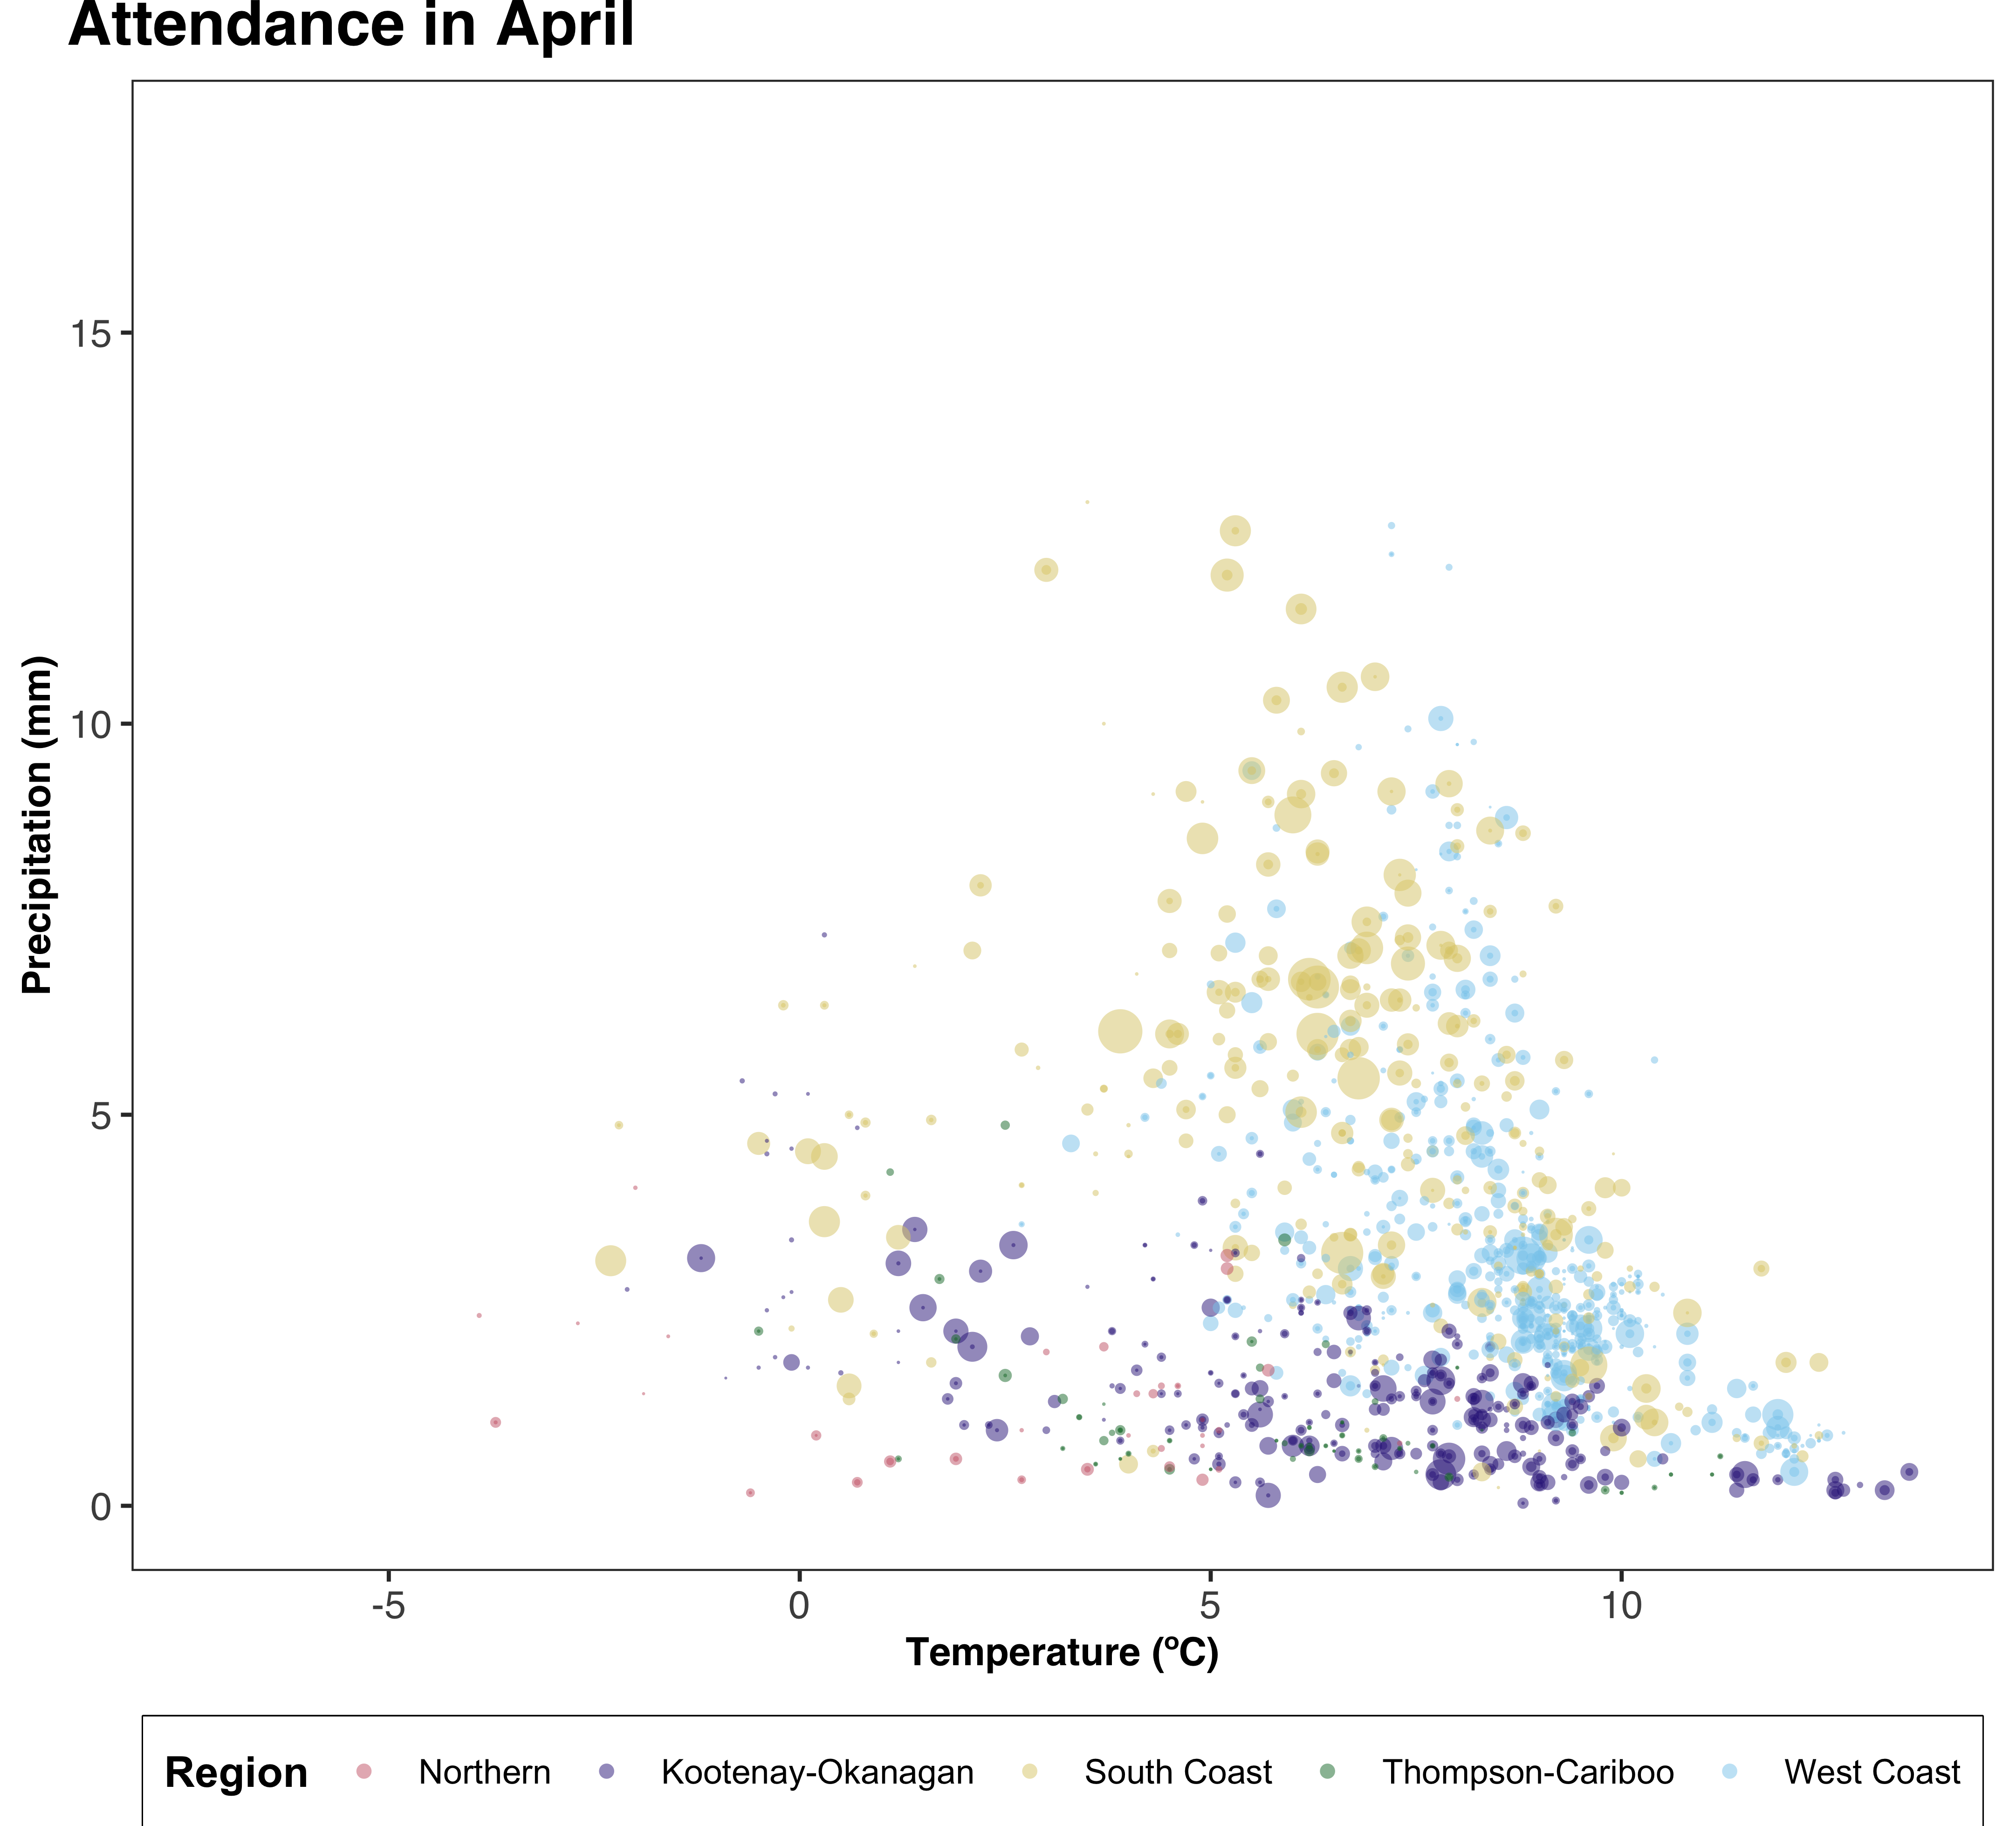 Attendance in April
15
10
5
0
Precipitation (mm)
-5 0 5 10
Temperature (ºC)
Region Northern Kootenay-Okanagan South Coast Thompson-Cariboo West Coast